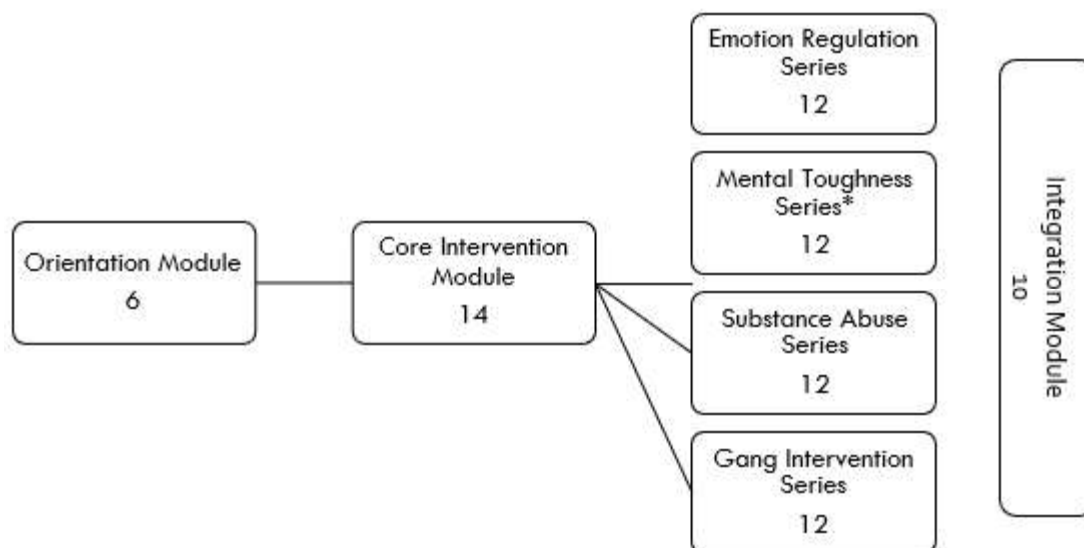 Orientation Module
6
Core Intervention
Module
14
Emotion Regulation
Series
12
Mental Toughness
Series*
12
Substance Abuse
Series
12
Gang Intervention
Series
12
Integration Module
10